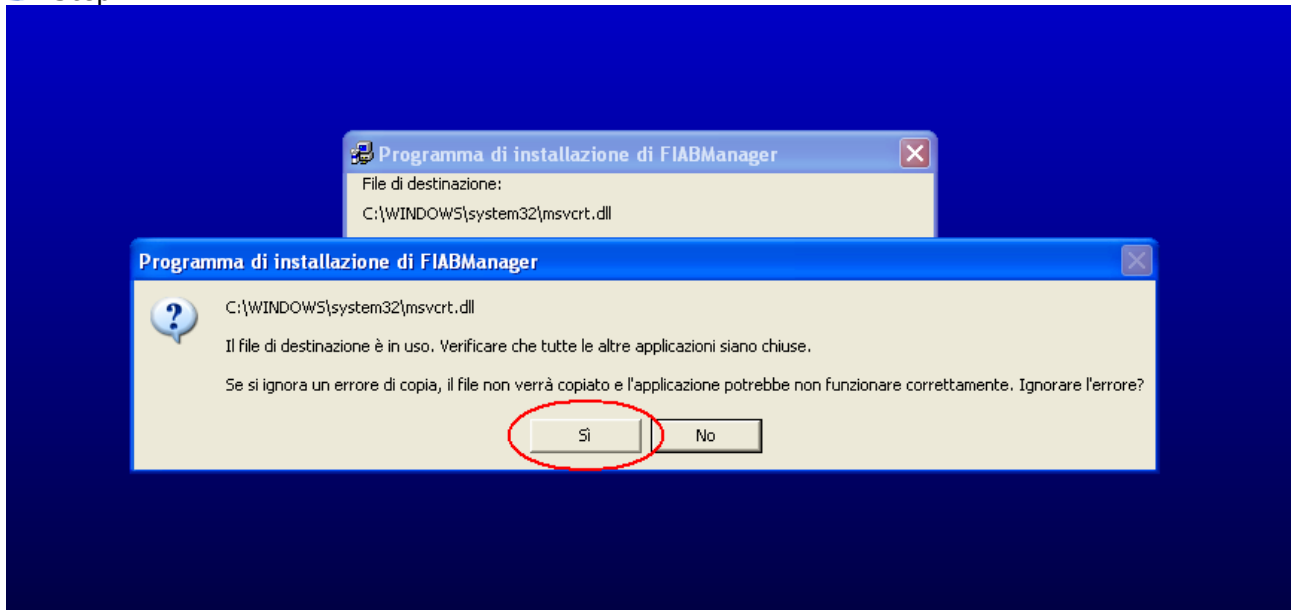 Programma di installazione di FIABManager
File di destinazione:
C:\WINDOWS\system32\msvcrt.dll
Programma di installazione di FIABManager
C:\WINDOWS\system32\msvcrt.dll
Il file di destinazione è in uso. Verificare che tutte le altre applicazioni siano chiuse.
Se si ignora un errore di copia, il file non verrà copiato e l'applicazione potrebbe non funzionare correttamente. Ignorare l'errore?
Sì No